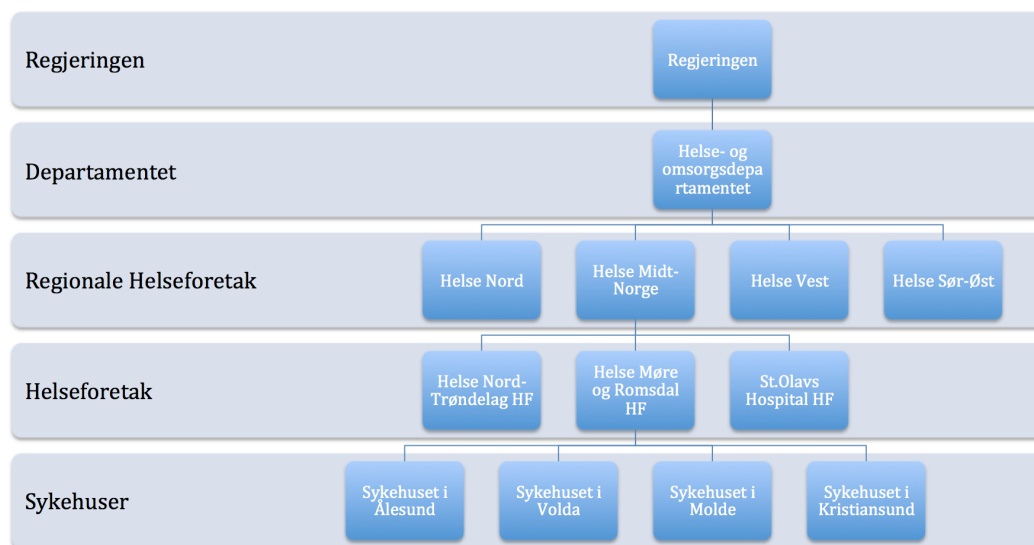 Regjeringen
Regjeringen
Departamentet
Helse- og
omsorgsdepa
rtamentet
Regionale Helseforetak
Helse Nord
Helse Midt-
Norge
Helse Vest
Helse Sør-Øst
Helseforetak
Helse Nord-
Trøndelag HF
Helse Møre
og Romsdal
HF
St.Olavs
Hospital HF
Sykehuser
Sykehuset i
Ålesund
Sykehuset i
Volda
Sykehuset i
Molde
Sykehuset i
Kristiansund